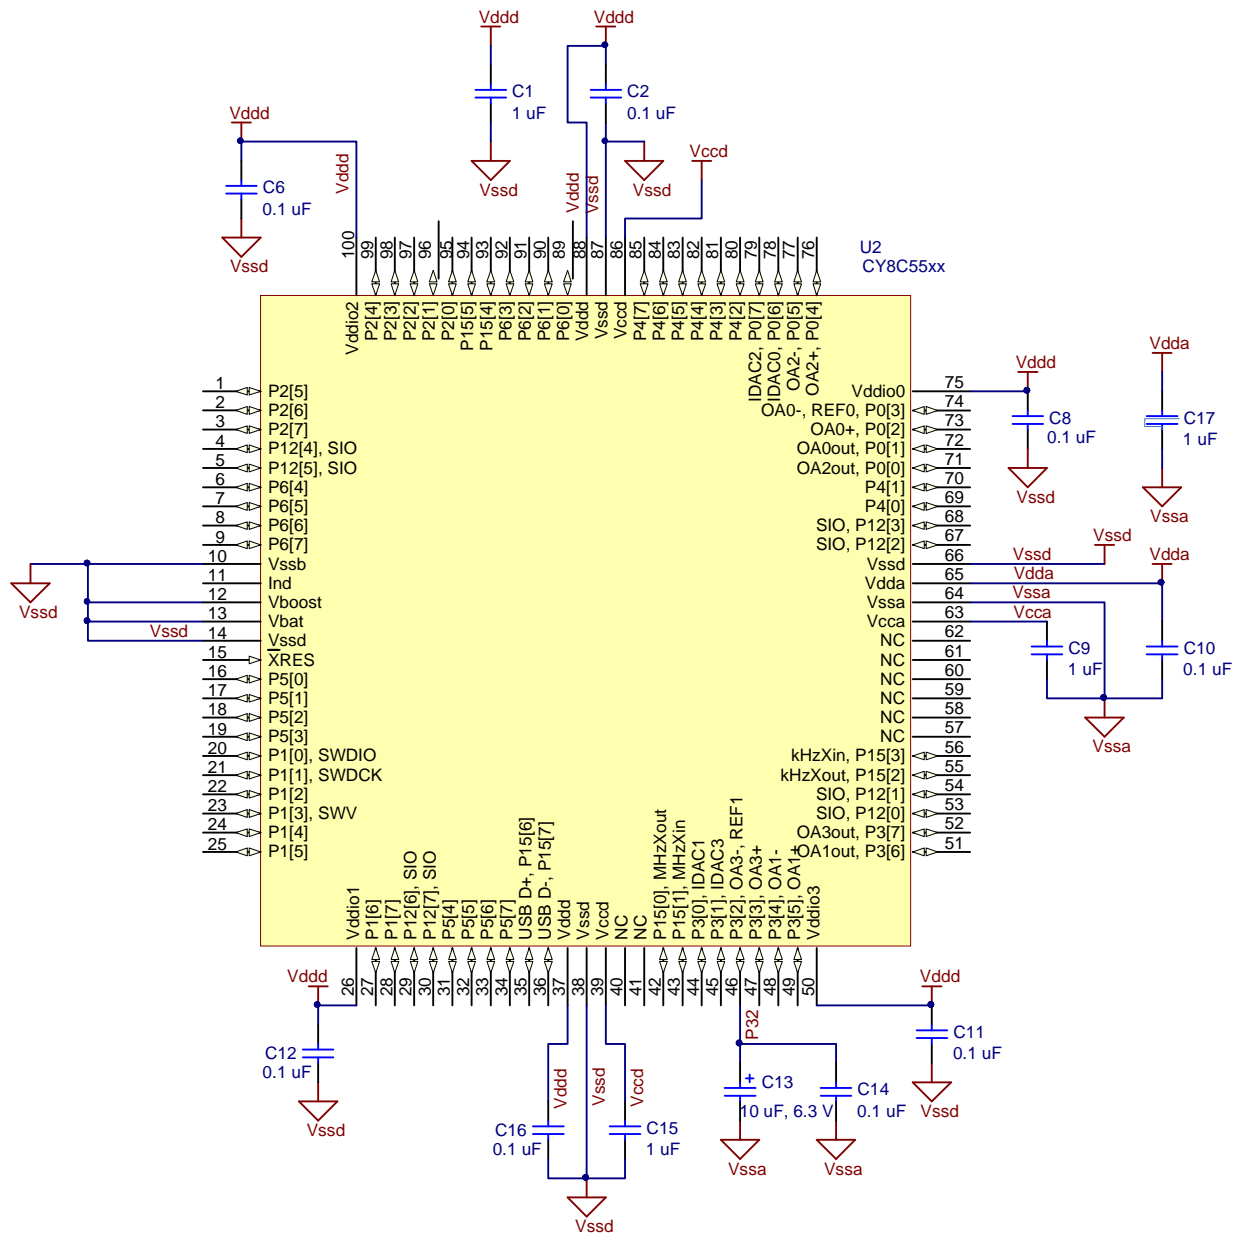 Vddd
C1
1 uF
Vssd
Vddd
C2
0.1 uF
Vssd
Vccd
Vddd
C6
0.1 uF
Vssd
Vddd
Vddd
Vssd
U2
CY8C55xx
100
99
98
97
96
95
94
93
92
91
90
89
88
87
86
85
84
83
82
81
80
79
78
77
76
Vddio2
P2[4]
P2[3]
P2[2]
P2[1]
P2[0]
P15[5]
P15[4]
P6[3]
P6[2]
P6[1]
P6[0]
Vddd
Vssd
Vccd
P4[7]
P4[6]
P4[5]
P4[4]
P4[3]
P4[2]
IDAC2, P0[7]
IDAC0, P0[6]
OA2-, P0[5]
OA2+, P0[4]
1 P2[5]
2 P2[6]
3 P2[7]
4 P12[4], SIO
5 P12[5], SIO
6 P6[4]
7 P6[5]
8 P6[6]
9 P6[7]
10 Vssb
11 Ind
12 Vboost
13 Vbat
Vssd 14 Vssd
15 XRES
16 P5[0]
17 P5[1]
18 P5[2]
19 P5[3]
20 P1[0], SWDIO
21 P1[1], SWDCK
22 P1[2]
23 P1[3], SWV
24 P1[4]
25 P1[5]
Vssd
Vddio0 75
OA0-, REF0, P0[3] 74
OA0+, P0[2] 73
OA0out, P0[1] 72
OA2out, P0[0] 71
P4[1] 70
P4[0] 69
SIO, P12[3] 68
SIO, P12[2] 67
Vssd 66 Vssd
Vdda 65 Vdda
Vssa 64 Vssa
Vcca 63 Vcca
NC 62
NC 61
NC 60
NC 59
NC 58
NC 57
kHzXin, P15[3] 56
kHzXout, P15[2] 55
SIO, P12[1] 54
SIO, P12[0] 53
OA3out, P3[7] 52
OA1out, P3[6] 51
Vddd
C8
0.1 uF
Vssd
Vdda
C17
1 uF
Vssa
Vssd
Vdda
C9
1 uF
C10
0.1 uF
Vssa
Vddio1
P1[6]
P1[7]
P12[6], SIO
P12[7], SIO
P5[4]
P5[5]
P5[6]
P5[7]
USB D+, P15[6]
USB D-, P15[7]
Vddd
Vssd
Vccd
NC
NC
P15[0], MHzXout
P15[1], MHzXin
P3[0], IDAC1
P3[1], IDAC3
P3[2], OA3-, REF1
P3[3], OA3+
P3[4], OA1-
P3[5], OA1+
Vddio3
26
27
28
29
30
31
32
33
34
35
36
37
38
39
40
41
42
43
44
45
46
47
48
49
50
Vddd
C12
0.1 uF
Vssd
Vddd
Vssd
Vccd
C16
0.1 uF
C15
1 uF
Vssd
P32
+
C13
10 uF, 6.3 V
Vssa
C14
0.1 uF
Vssa
Vddd
C11
0.1 uF
Vssd